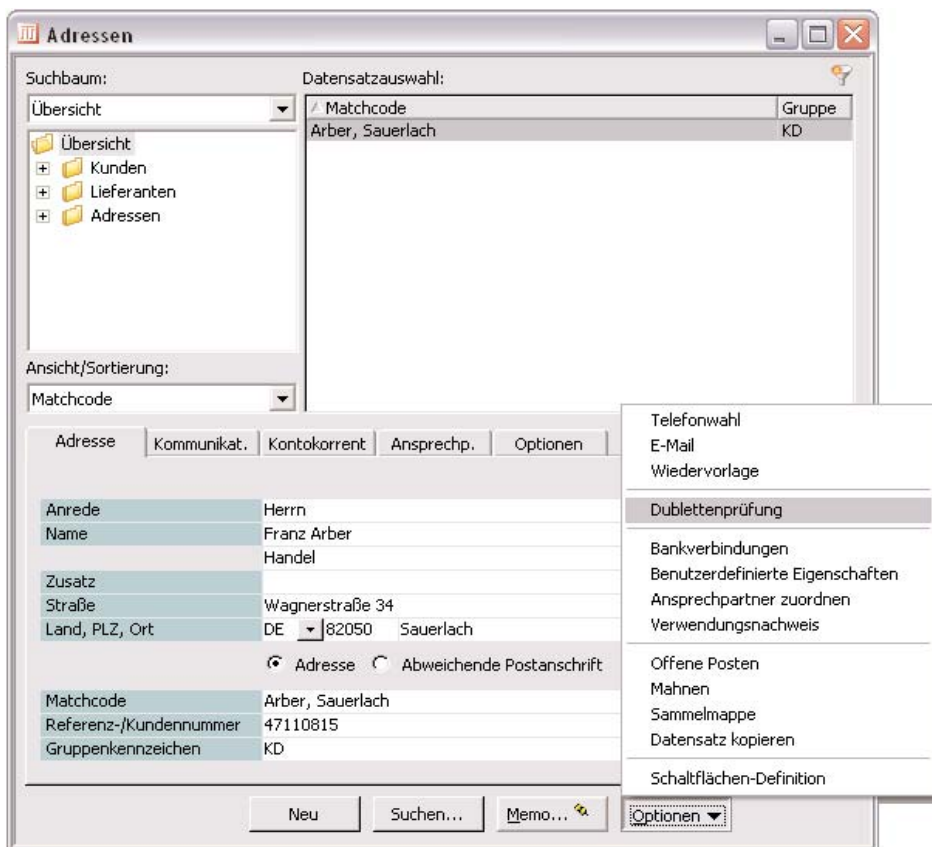 Adressen
Suchbaum:
Datensatzauswahl:
Übersicht
Matchcode Gruppe
Arber, Sauerlach KD
Übersicht
Kunden
Lieferanten
Adressen
Ansicht/Sortierung:
Matchcode
Adresse Kommunikat. Kontokorrent Ansprechp. Optionen
Anrede Herrn
Name Franz Arber
Handel
Zusatz
Straße Wagnerstraße 34
Land, PLZ, Ort DE 82050 Sauerlach
Adresse Abweichende Postanschrift
Matchcode Arber, Sauerlach
Referenz-/Kundennummer 47110815
Gruppenkennzeichen KD
Telefonwahl
E-Mail
Wiedervorlage
Dublettenprüfung
Bankverbindungen
Benutzerdefinierte Eigenschaften
Ansprechpartner zuordnen
Verwendungsnachweis
Offene Posten
Mahnen
Sammelmappe
Datensatz kopieren
Schaltflächen-Definition
Neu Suchen... Memo... Optionen